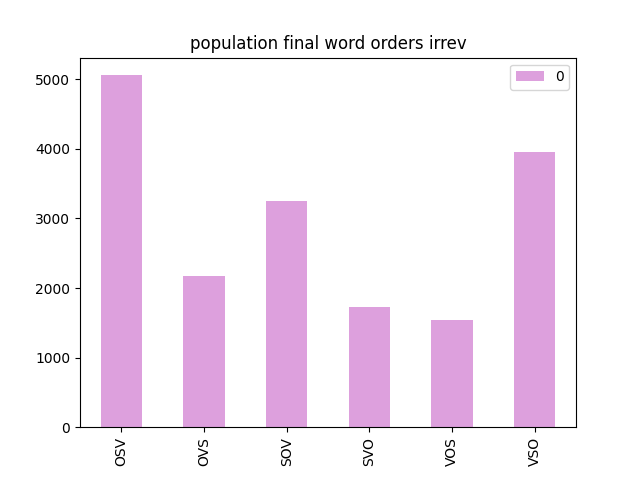 population final word orders irrev
0
5000
4000
3000
2000
1000
0
OSV
OVS
SOV
SVO
VOS
VSO